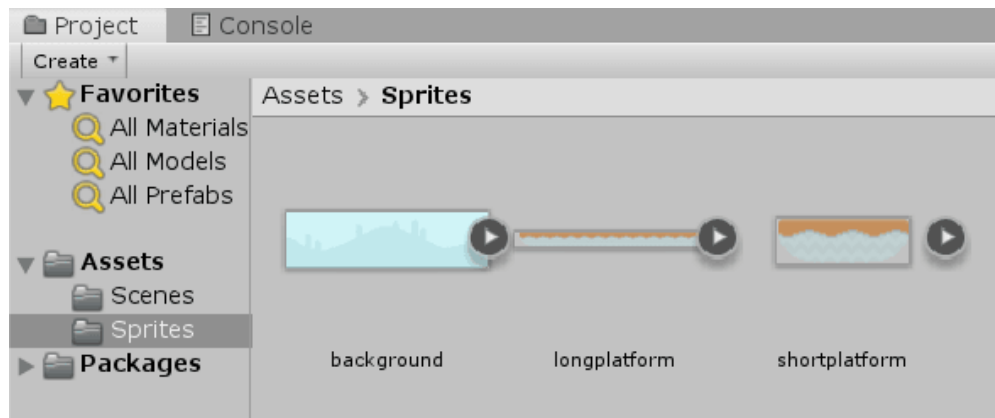 Project
Console
Create
Favorites
All Materials
All Models
All Prefabs
Assets
Scenes
Sprites
Packages
Assets > Sprites
background
longplatform
shortplatform